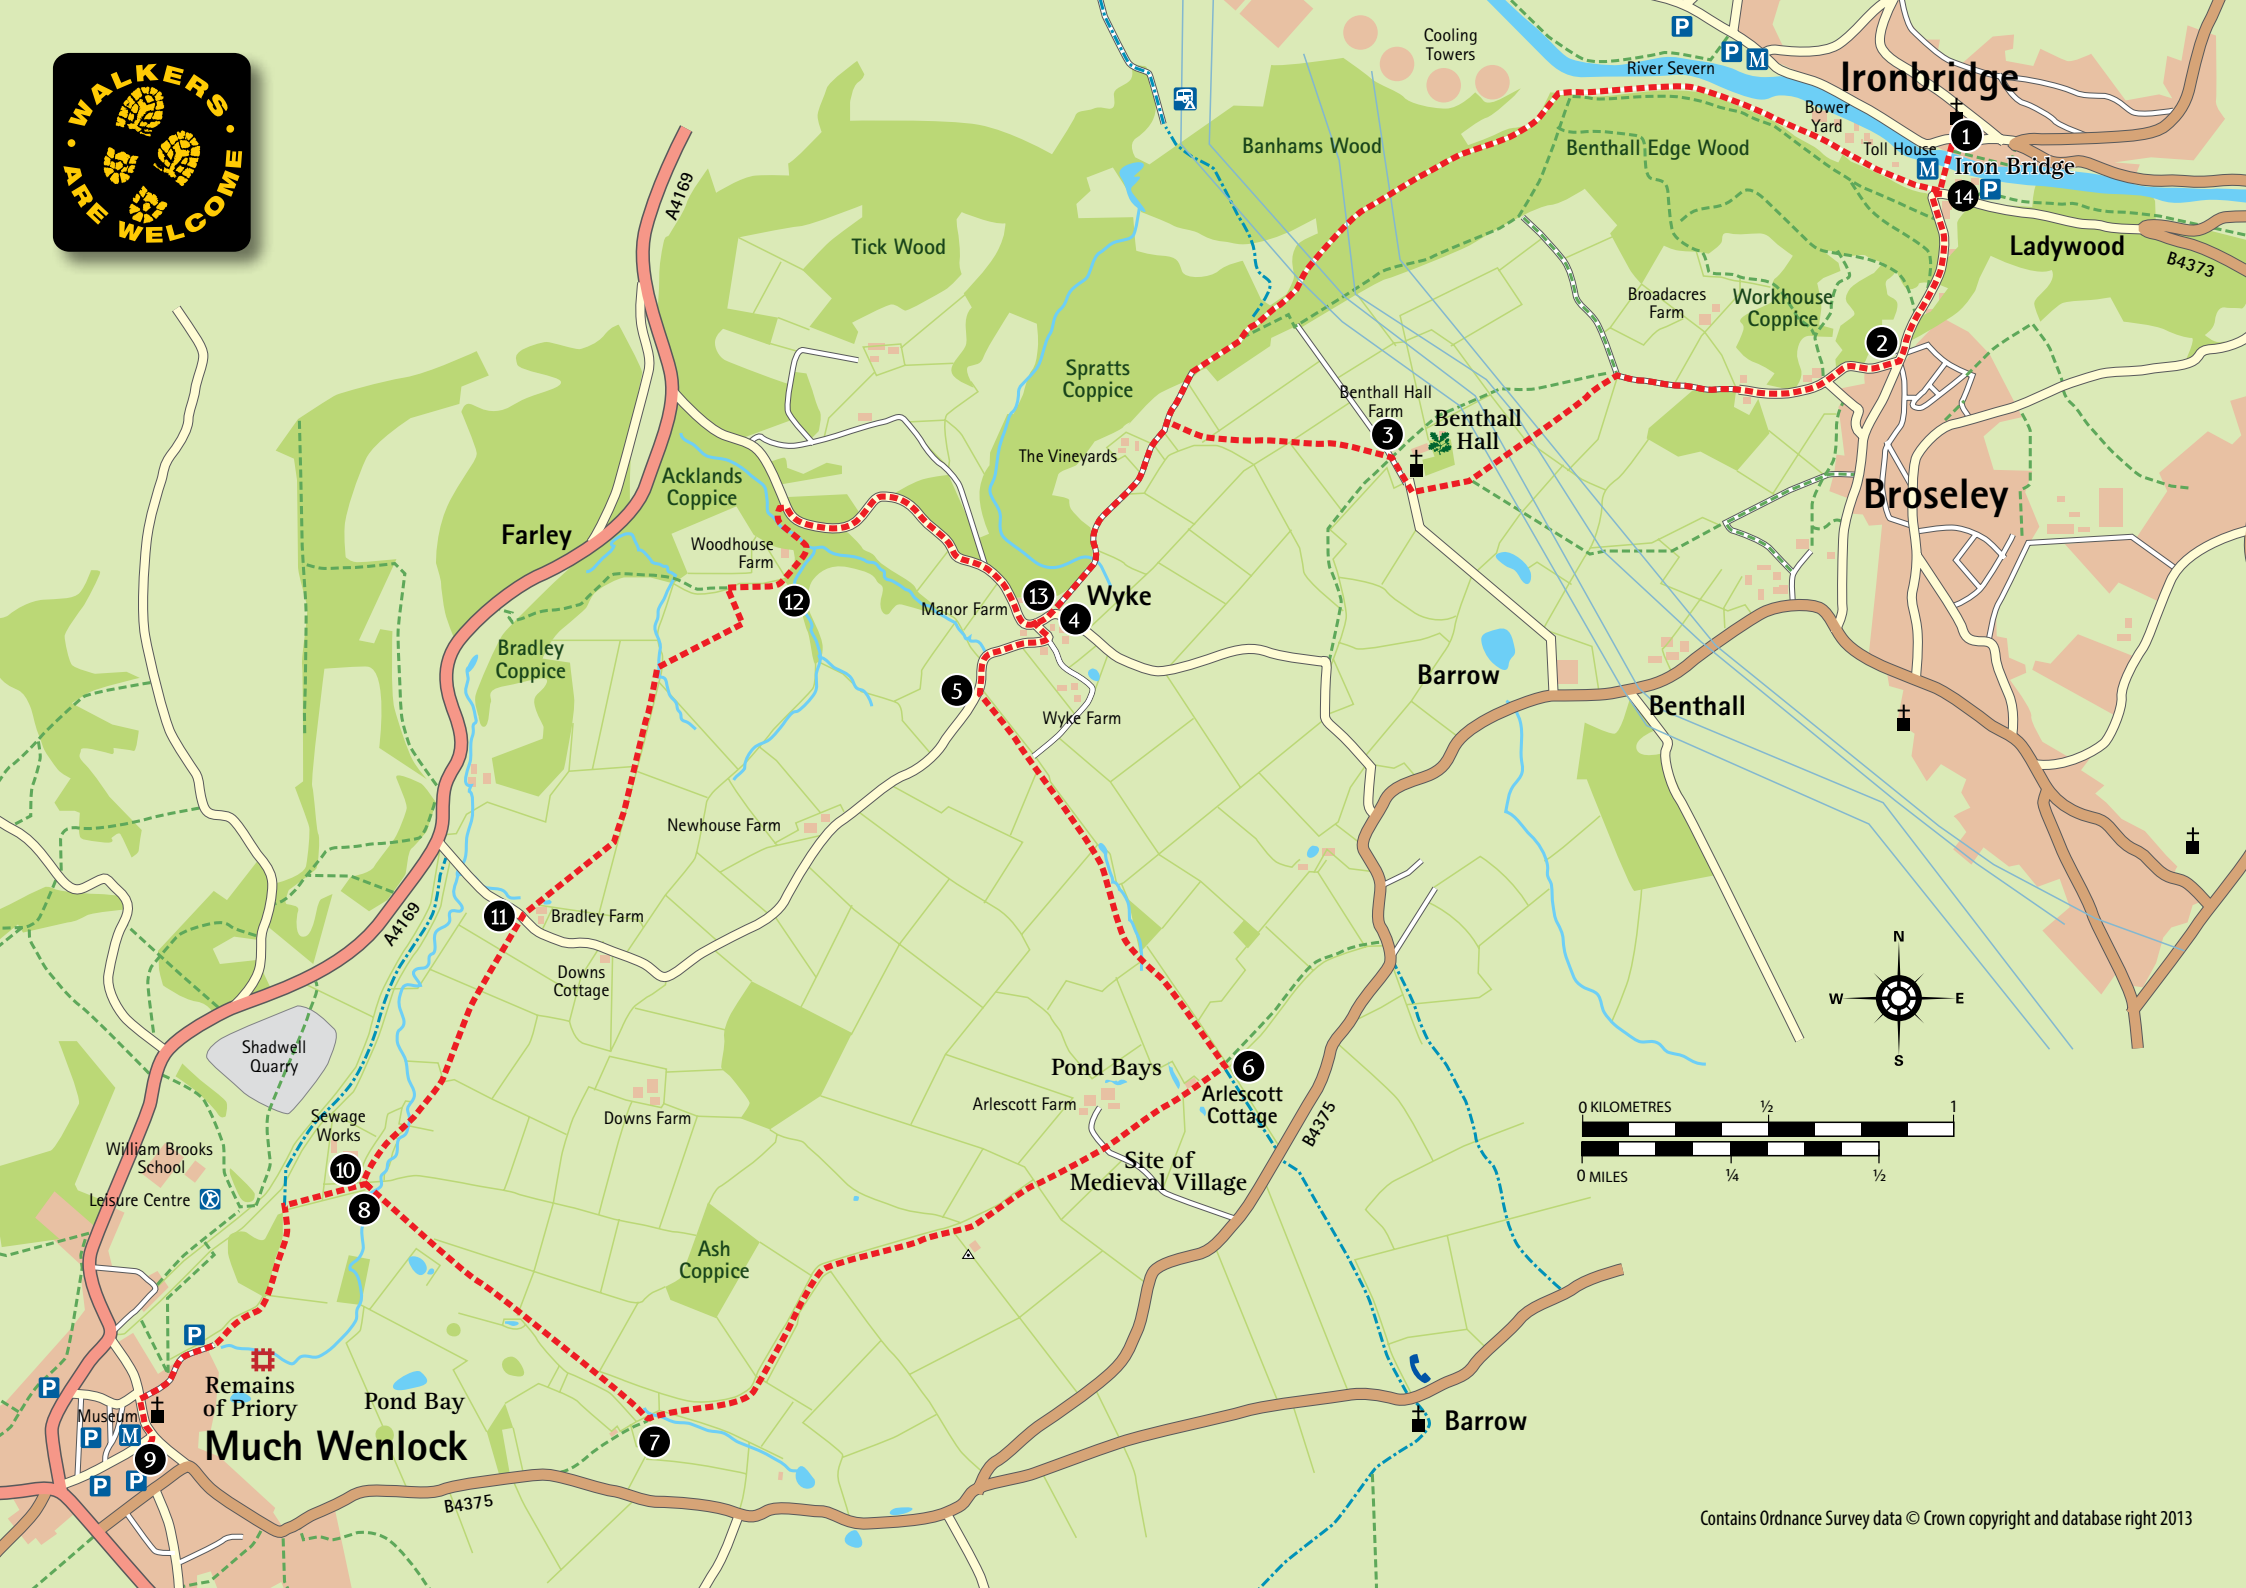 WALKERS
ARE WELCOME
Cooling
Towers
P
P
M
River Severn
Ironbridge
Bower
Yard
1
Toll House
M
Iron Bridge
P
14
Ladywood
B4373
A4169
Tick Wood
Banhams Wood
Benthall Edge Wood
Broadacres
Farm
Workhouse
Coppice
2
Spratts
Coppice
Benthall Hall
Farm
3
Benthall
Hall
The Vineyards
Acklands
Coppice
Farley
Woodhouse
Farm
12
Broseley
Manor Farm
13
Wyke
4
Bradley
Coppice
5
Wyke Farm
Barrow
Benthall
Newhouse Farm
11
Bradley Farm
A4169
Downs
Cottage
N
W
E
S
Shadwell
Quarry
Pond Bays
6
Arlescott
Cottage
Arlescott Farm
Downs Farm
B4375
Sewage
Works
William Brooks
School
10
Leisure Centre
8
Site of
Medieval Village
0 KILOMETRES
½
1
0 MILES
¼
½
Ash
Coppice
P
P
Remains
of Priory
Pond Bay
Museum
P
M
Much Wenlock
9
P
P
7
B4375
Barrow
Contains Ordnance Survey data © Crown copyright and database right 2013